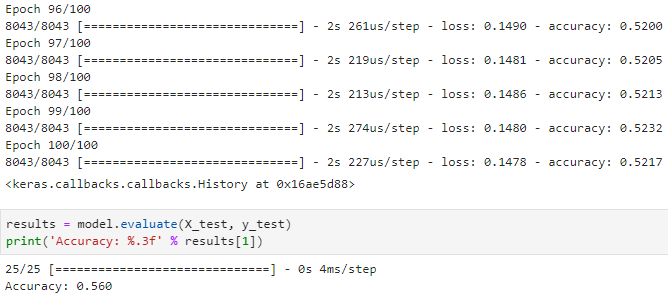 Epoch 96/100
8043/8043 [==============================] - 2s 261us/step - loss: 0.1490 - accuracy: 0.5200
Epoch 97/100
8043/8043 [==============================] - 2s 219us/step - loss: 0.1481 - accuracy: 0.5205
Epoch 98/100
8043/8043 [==============================] - 2s 213us/step - loss: 0.1486 - accuracy: 0.5213
Epoch 99/100
8043/8043 [==============================] - 2s 274us/step - loss: 0.1480 - accuracy: 0.5232
Epoch 100/100
8043/8043 [==============================] - 2s 227us/step - loss: 0.1478 - accuracy: 0.5217
<keras.callbacks.callbacks.History at 0x16ae5d88>
results = model.evaluate(X_test, y_test)
print('Accuracy: %.3f' % results[1])
25/25 [==============================] - 0s 4ms/step
Accuracy: 0.560